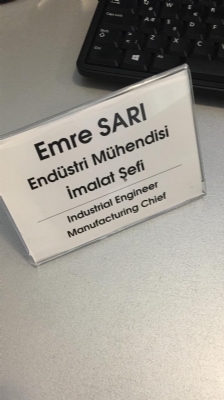 Emre SARI
Endüstri Mühendisi
İmalat Şefi
Industrial Engineer
Manufacturing Chief